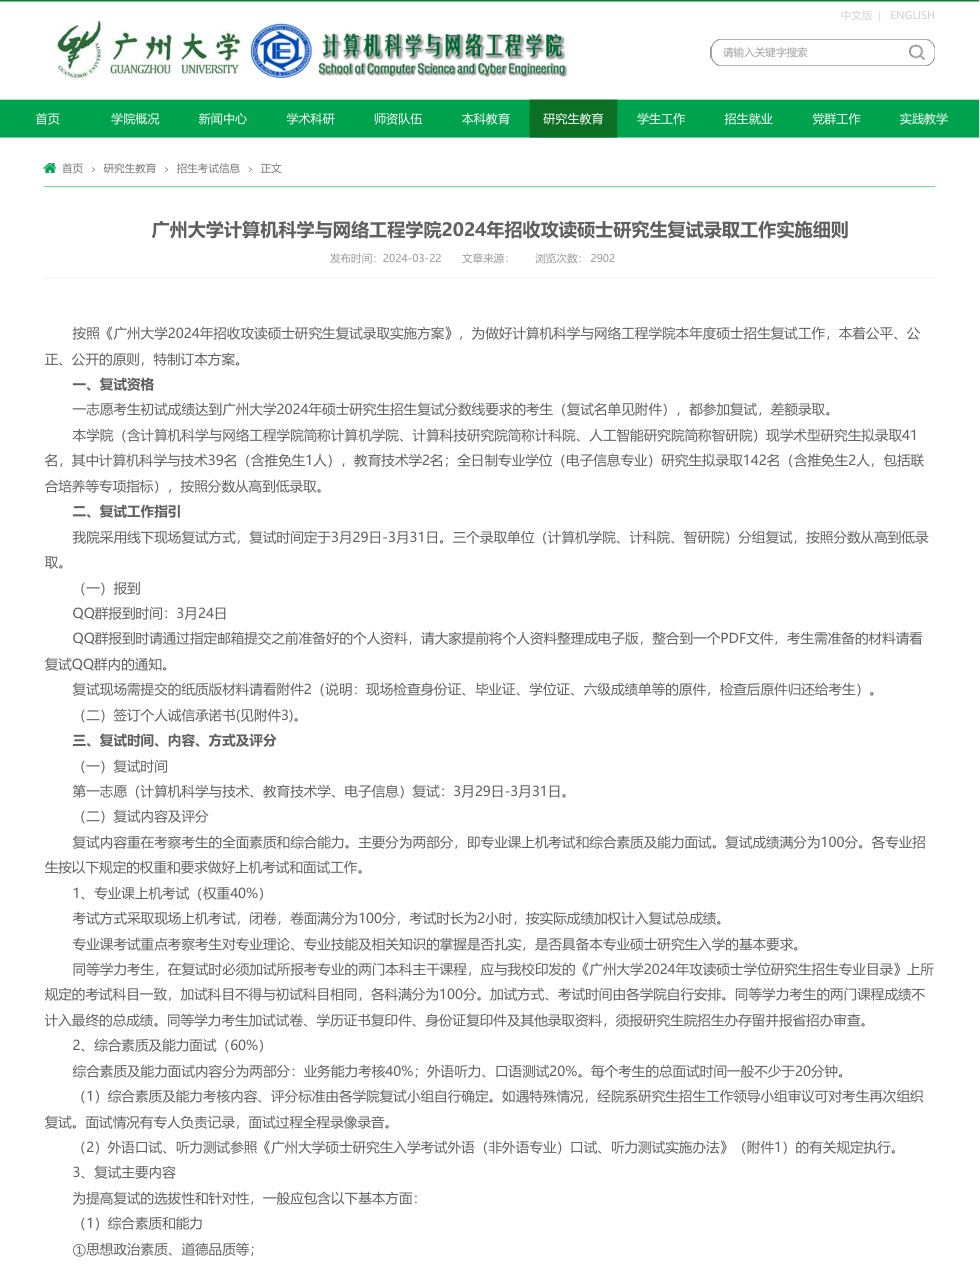 中文版 | ENGLISH
广州大学
GUANGZHOU UNIVERSITY
计算机科学与网络工程学院
School of Computer Science and Cyber Engineering
请输入关键字搜索
首页 学院概况 新闻中心 学术科研 师资队伍 本科教育 研究生教育 学生工作 招生就业 党群工作 实践教学
首页 > 研究生教育 > 招生考试信息 > 正文
广州大学计算机科学与网络工程学院2024年招收攻读硕士研究生复试录取工作实施细则
发布时间：2024-03-22 文章来源： 浏览次数： 2902
按照《广州大学2024年招收攻读硕士研究生复试录取实施方案》，为做好计算机科学与网络工程学院本年度硕士招生复试工作，本着公平、公
正、公开的原则，特制订本方案。
一、复试资格
一志愿考生初试成绩达到广州大学2024年硕士研究生招生复试分数线要求的考生（复试名单见附件），都参加复试，差额录取。
本学院（含计算机科学与网络工程学院简称计算机学院、计算科技研究院简称计科院、人工智能研究院简称智研院）现学术型研究生拟录取41
名，其中计算机科学与技术39名（含推免生1人），教育技术学2名；全日制专业学位（电子信息专业）研究生拟录取142名（含推免生2人，包括联
合培养等专项指标），按照分数从高到低录取。
二、复试工作指引
我院采用线下现场复试方式，复试时间定于3月29日-3月31日。三个录取单位（计算机学院、计科院、智研院）分组复试，按照分数从高到低录
取。
（一）报到
QQ群报到时间：3月24日
QQ群报到时请通过指定邮箱提交之前准备好的个人资料，请大家提前将个人资料整理成电子版，整合到一个PDF文件，考生需准备的材料请看
复试QQ群内的通知。
复试现场需提交的纸质版材料请看附件2（说明：现场检查身份证、毕业证、学位证、六级成绩单等的原件，检查后原件归还给考生）。
（二）签订个人诚信承诺书(见附件3)。
三、复试时间、内容、方式及评分
（一）复试时间
第一志愿（计算机科学与技术、教育技术学、电子信息）复试：3月29日-3月31日。
（二）复试内容及评分
复试内容重在考察考生的全面素质和综合能力。主要分为两部分，即专业课上机考试和综合素质及能力面试。复试成绩满分为100分。各专业招
生按以下规定的权重和要求做好上机考试和面试工作。
1、专业课上机考试（权重40%）
考试方式采取现场上机考试，闭卷，卷面满分为100分，考试时长为2小时，按实际成绩加权计入复试总成绩。
专业课考试重点考察考生对专业理论、专业技能及相关知识的掌握是否扎实，是否具备本专业硕士研究生入学的基本要求。
同等学力考生，在复试时必须加试所报考专业的两门本科主干课程，应与我校印发的《广州大学2024年攻读硕士学位研究生招生专业目录》上所
规定的考试科目一致，加试科目不得与初试科目相同，各科满分为100分。加试方式、考试时间由各学院自行安排。同等学力考生的两门课程成绩不
计入最终的总成绩。同等学力考生加试试卷、学历证书复印件、身份证复印件及其他录取资料，须报研究生院招生办存留并报省招办审查。
2、综合素质及能力面试（60%）
综合素质及能力面试内容分为两部分：业务能力考核40%；外语听力、口语测试20%。每个考生的总面试时间一般不少于20分钟。
（1）综合素质及能力考核内容、评分标准由各学院复试小组自行确定。如遇特殊情况，经院系研究生招生工作领导小组审议可对考生再次组织
复试。面试情况有专人负责记录，面试过程全程录像录音。
（2）外语口试、听力测试参照《广州大学硕士研究生入学考试外语（非外语专业）口试、听力测试实施办法》（附件1）的有关规定执行。
3、复试主要内容
为提高复试的选拔性和针对性，一般应包含以下基本方面：
（1）综合素质和能力
①思想政治素质、道德品质等；